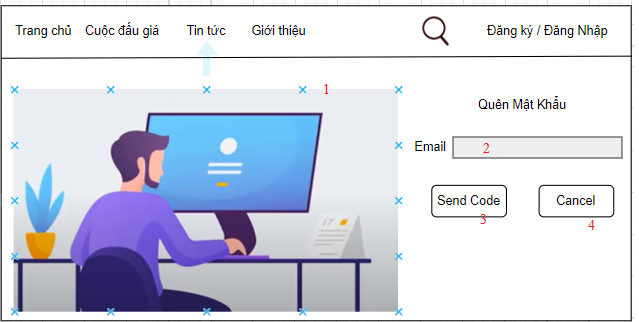 Trang chủ Cuộc đấu giá Tin tức Giới thiệu Đăng ký / Đăng Nhập
1
Quên Mật Khẩu
Email 2
Send Code Cancel
3 4
17